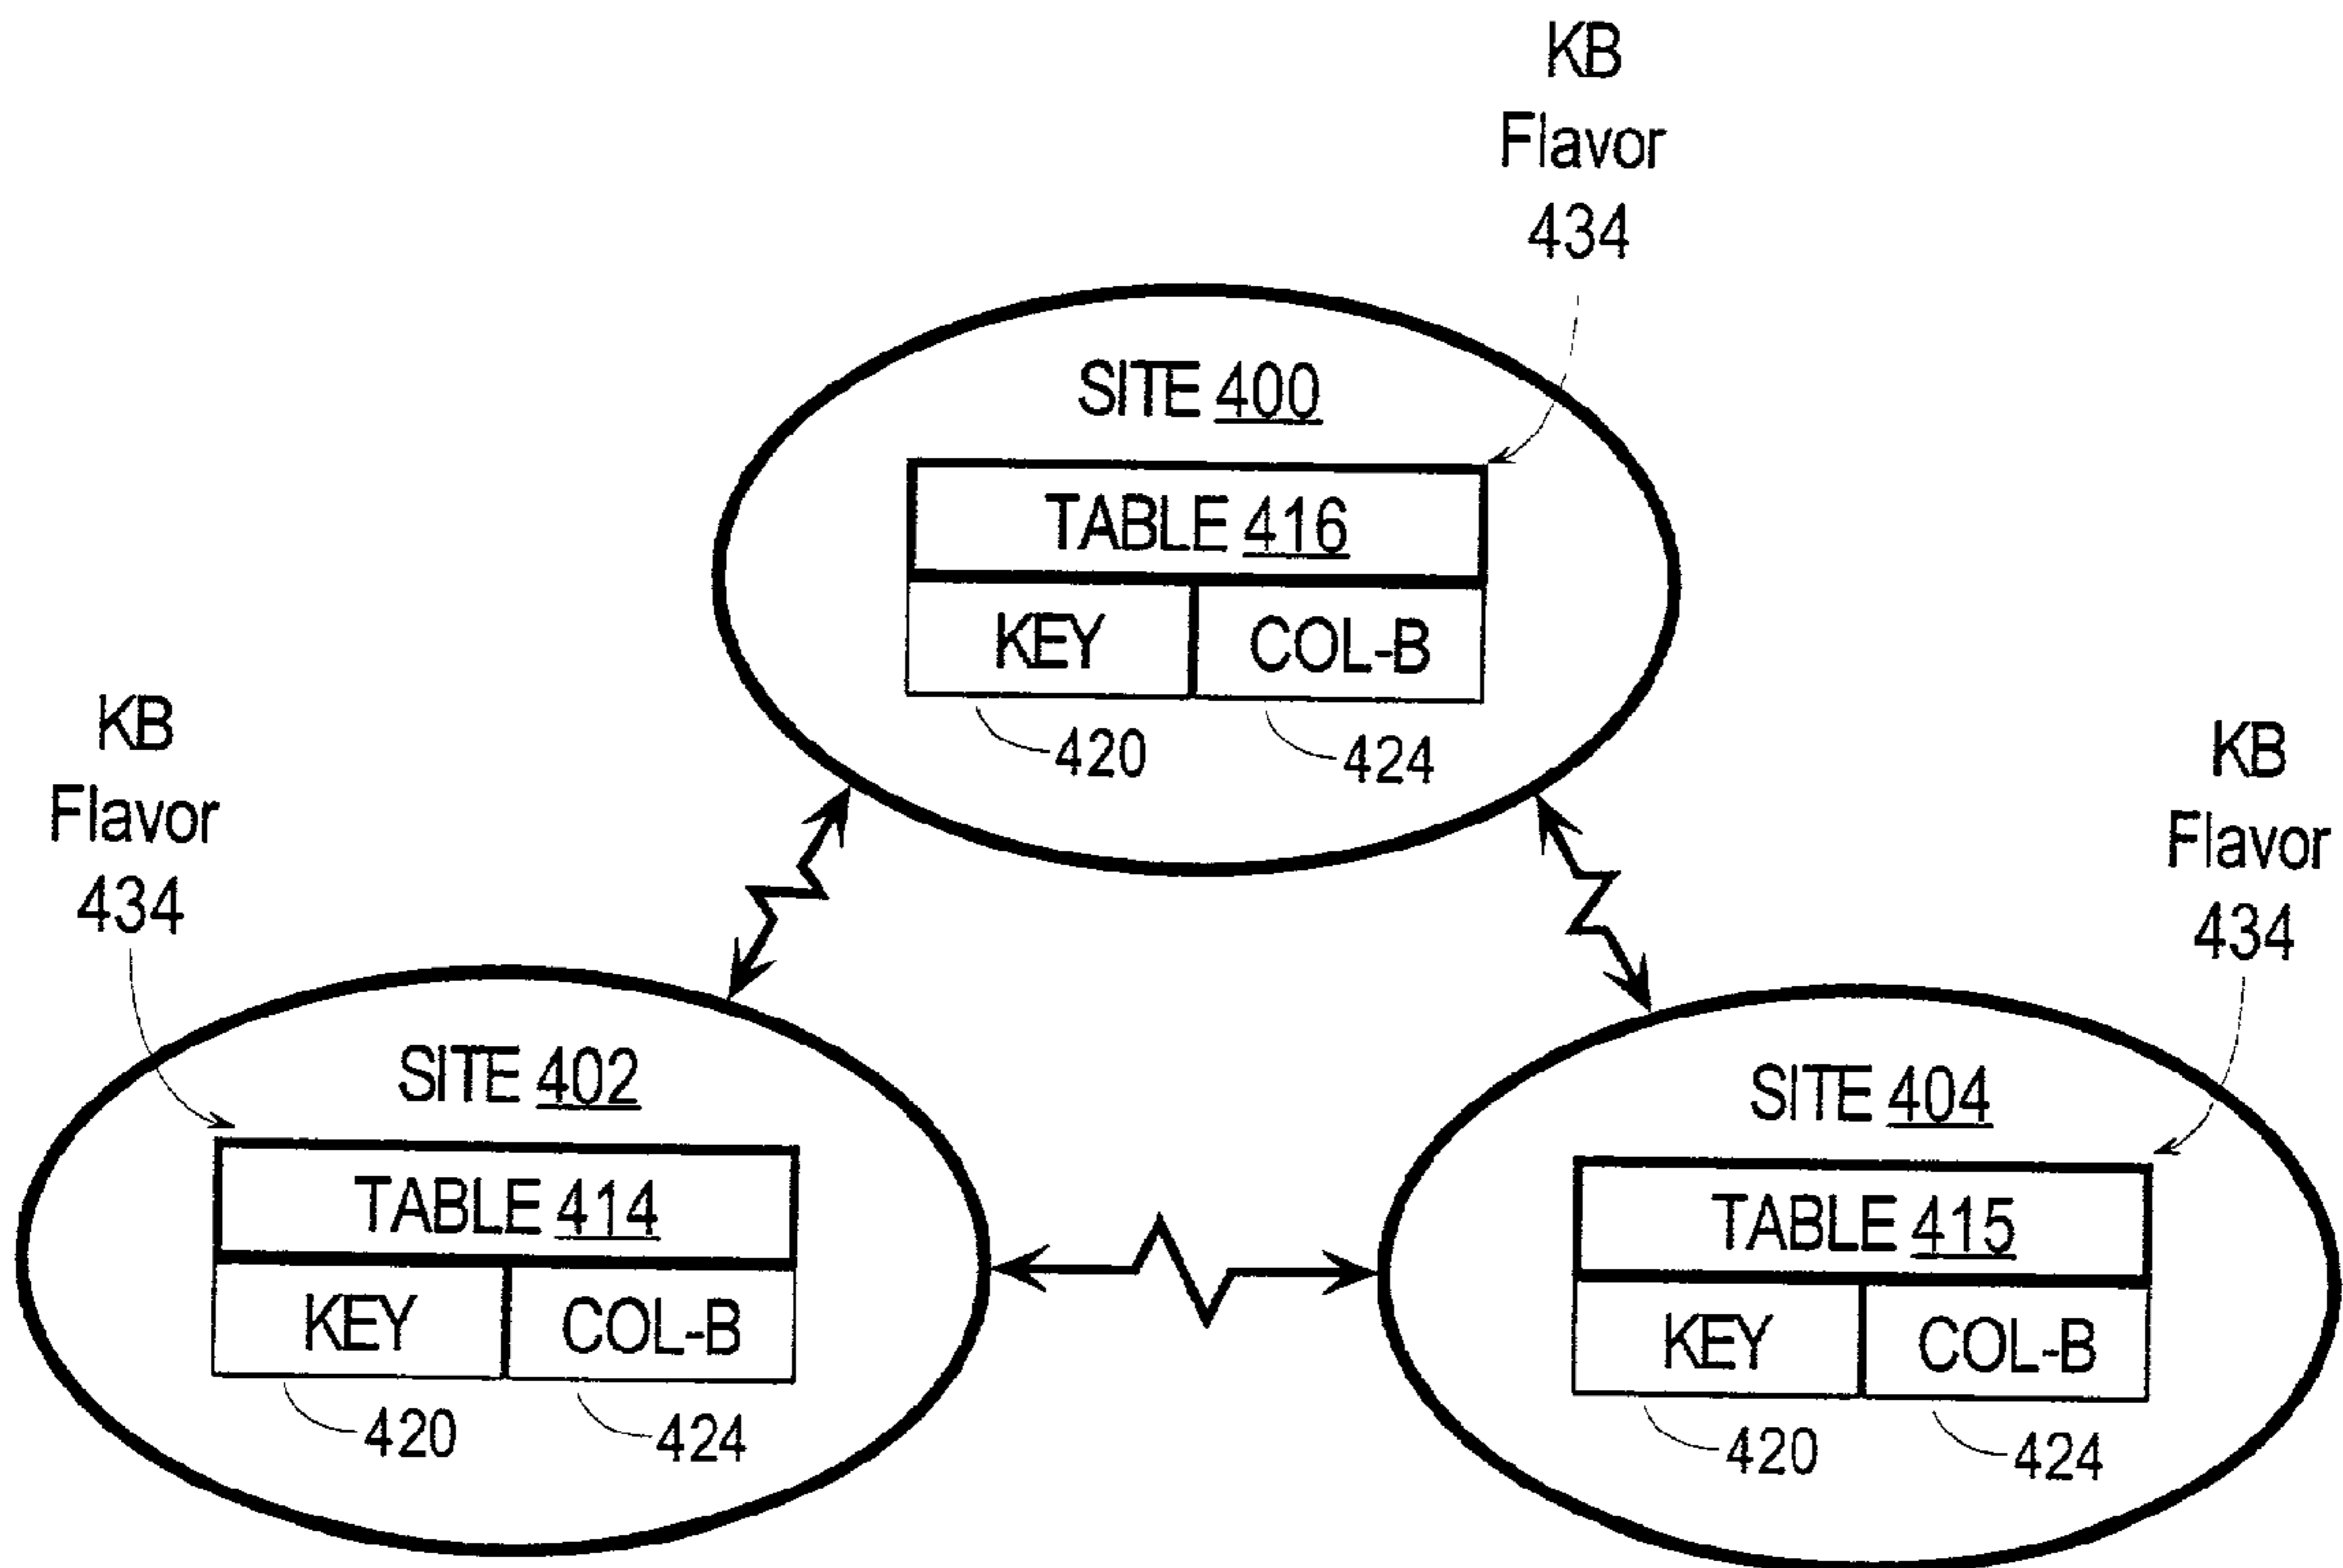 KB
Flavor
434
SITE 400
TABLE 416
KEY COL-B
420 424
KB
Flavor
434
SITE 402
TABLE 414
KEY COL-B
420 424
KB
Flavor
434
SITE 404
TABLE 415
KEY COL-B
420 424